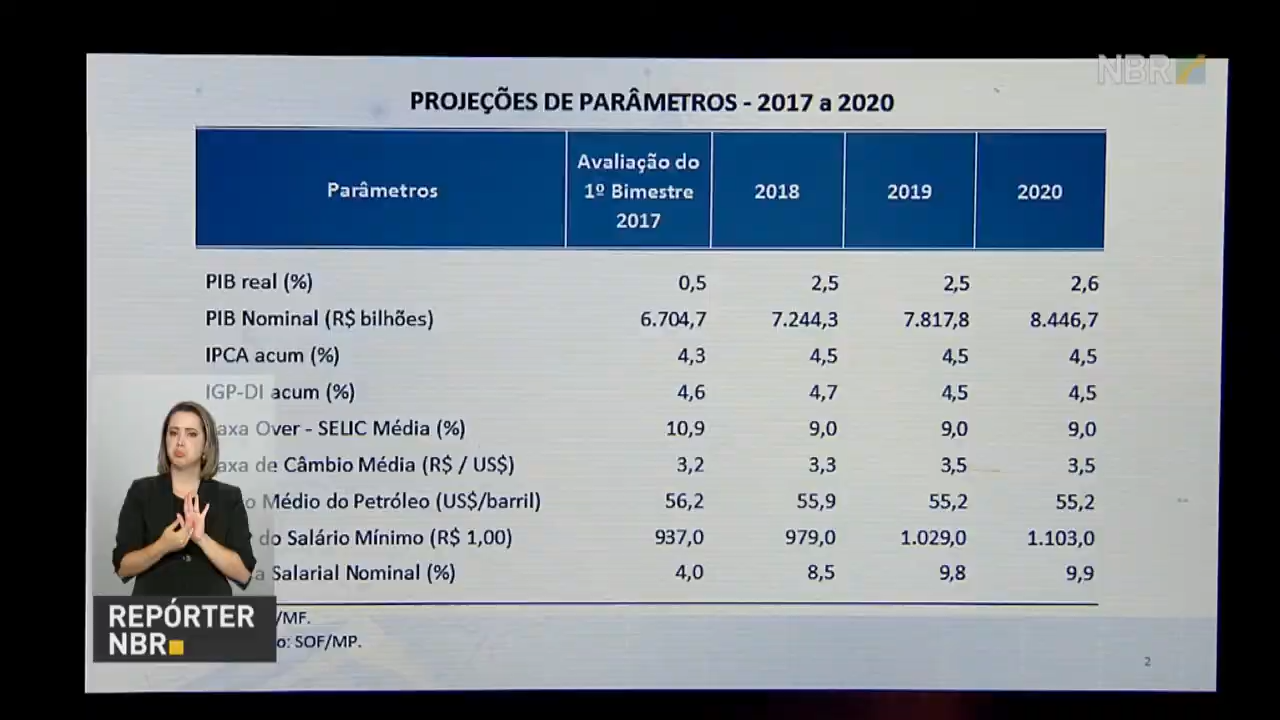 NBR
PROJEÇÕES DE PARÂMETROS - 2017 a 2020
Parâmetros Avaliação do 1º Bimestre 2017 2018 2019 2020
PIB real (%) 0,5 2,5 2,5 2,6
PIB Nominal (R$ bilhões) 6.704,7 7.244,3 7.817,8 8.446,7
IPCA acum (%) 4,3 4,5 4,5 4,5
IGP-DI acum (%) 4,6 4,7 4,5 4,5
axa Over - SELIC Média (%) 10,9 9,0 9,0 9,0
axa de Câmbio Média (R$ / US$) 3,2 3,3 3,5 3,5
o Médio do Petróleo (US$/barril) 56,2 55,9 55,2 55,2
do Salário Mínimo (R$ 1,00) 937,0 979,0 1.029,0 1.103,0
a Salarial Nominal (%) 4,0 8,5 9,8 9,9
/MF.
o: SOF/MP.
2
REPÓRTER
NBR